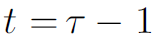 t = τ − 1